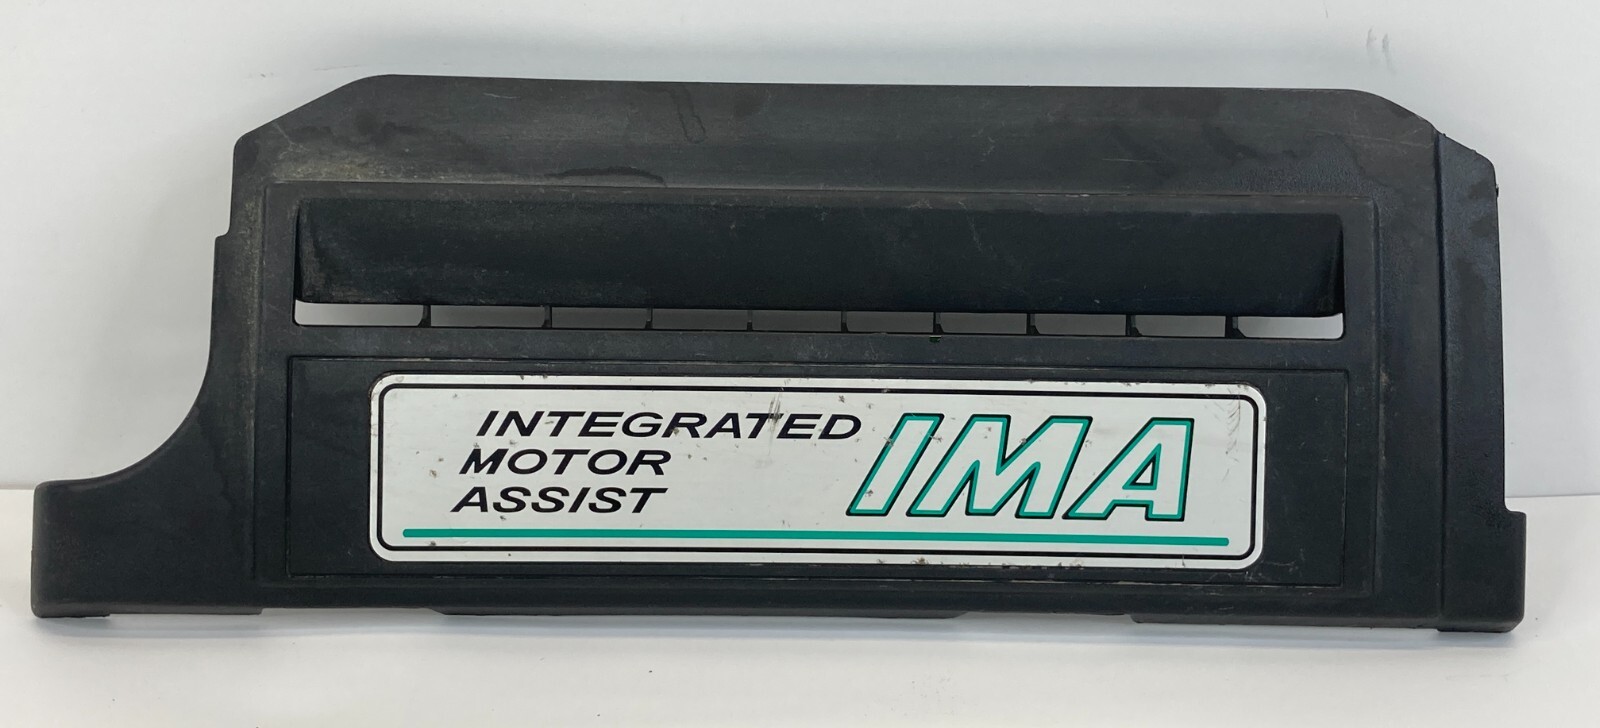 INTEGRATED
MOTOR
ASSIST
IMA